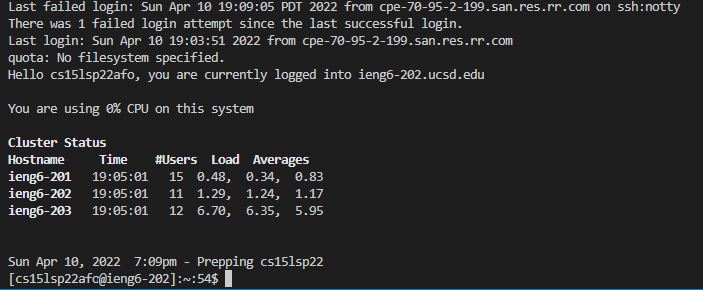 Last failed login: Sun Apr 10 19:09:05 PDT 2022 from cpe-70-95-2-199.san.res.rr.com on ssh:notty
There was 1 failed login attempt since the last successful login.
Last login: Sun Apr 10 19:03:51 2022 from cpe-70-95-2-199.san.res.rr.com
quota: No filesystem specified.
Hello cs15lsp22afo, you are currently logged into ieng6-202.ucsd.edu
You are using 0% CPU on this system
Cluster Status
Hostname Time #Users Load Averages
ieng6-201 19:05:01 15 0.48, 0.34, 0.83
ieng6-202 19:05:01 11 1.29, 1.24, 1.17
ieng6-203 19:05:01 12 6.70, 6.35, 5.95
Sun Apr 10, 2022 7:09pm - Prepping cs15lsp22
[cs15lsp22afo@ieng6-202]:~:54$